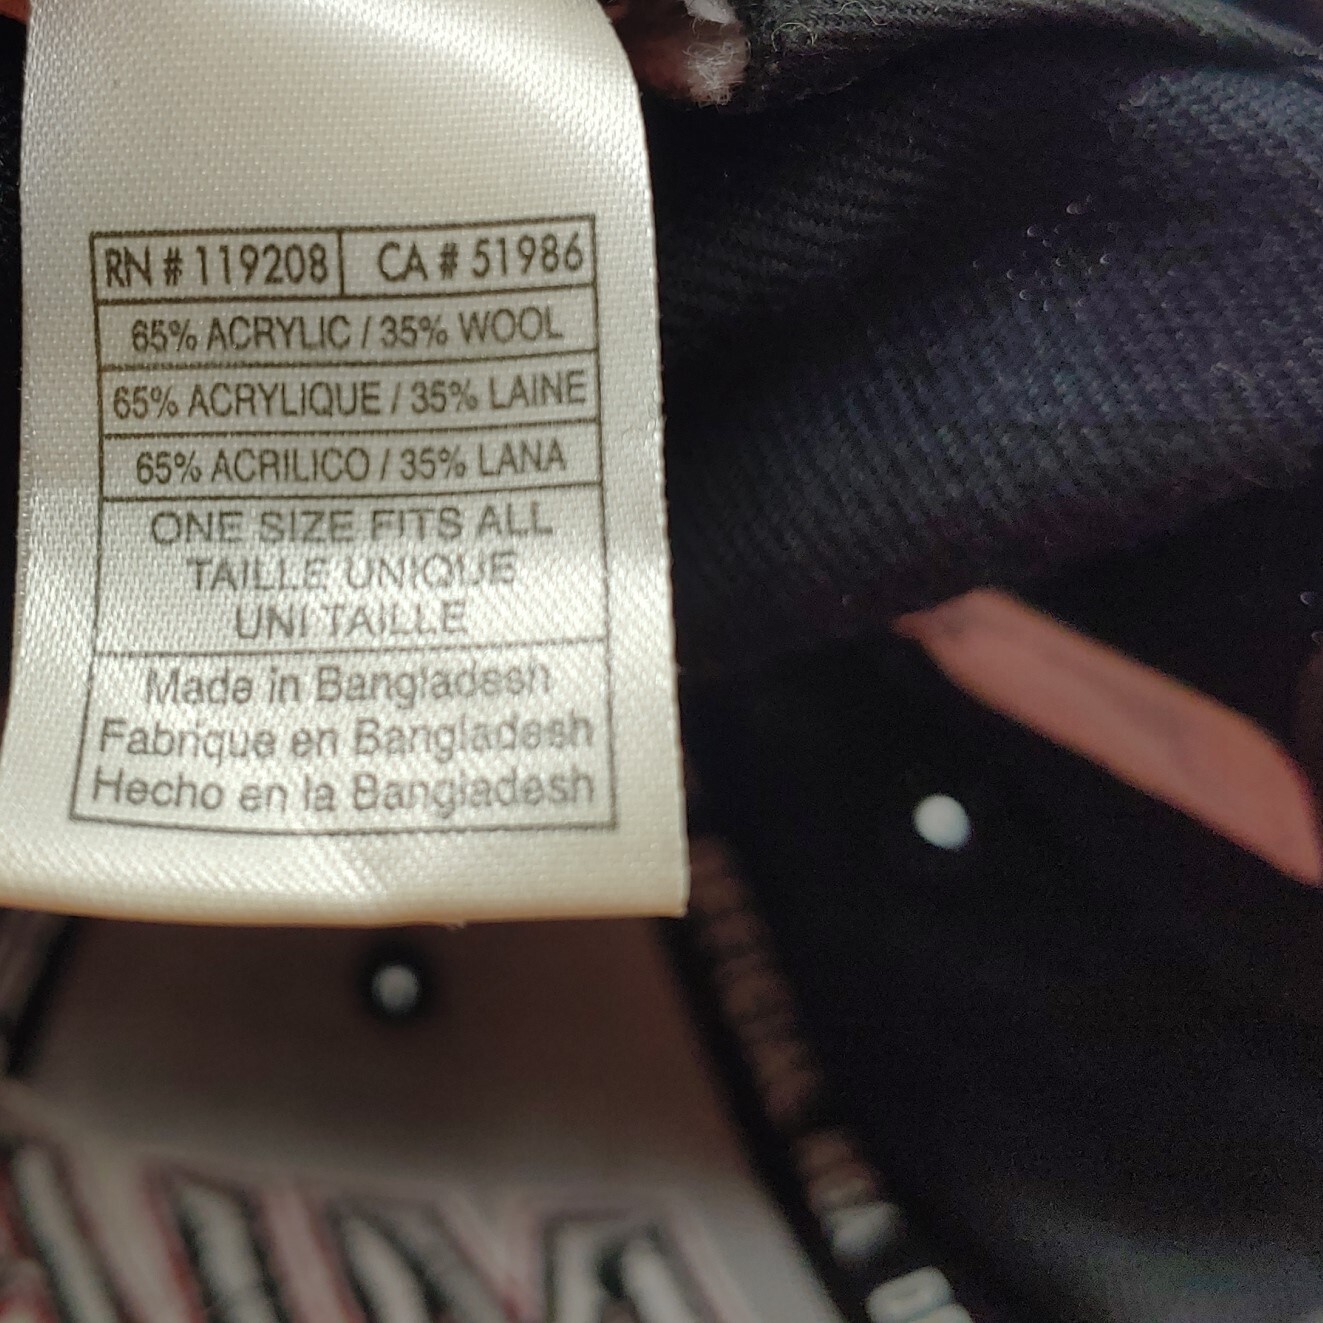 RN # 119208 CA # 51986
65% ACRYLIC / 35% WOOL
65% ACRYLIQUE / 35% LAINE
65% ACRILICO / 35% LANA
ONE SIZE FITS ALL
TAILLE UNIQUE
UNI TAILLE
Made in Bangladesh
Fabrique en Bangladesh
Hecho en la Bangladesh